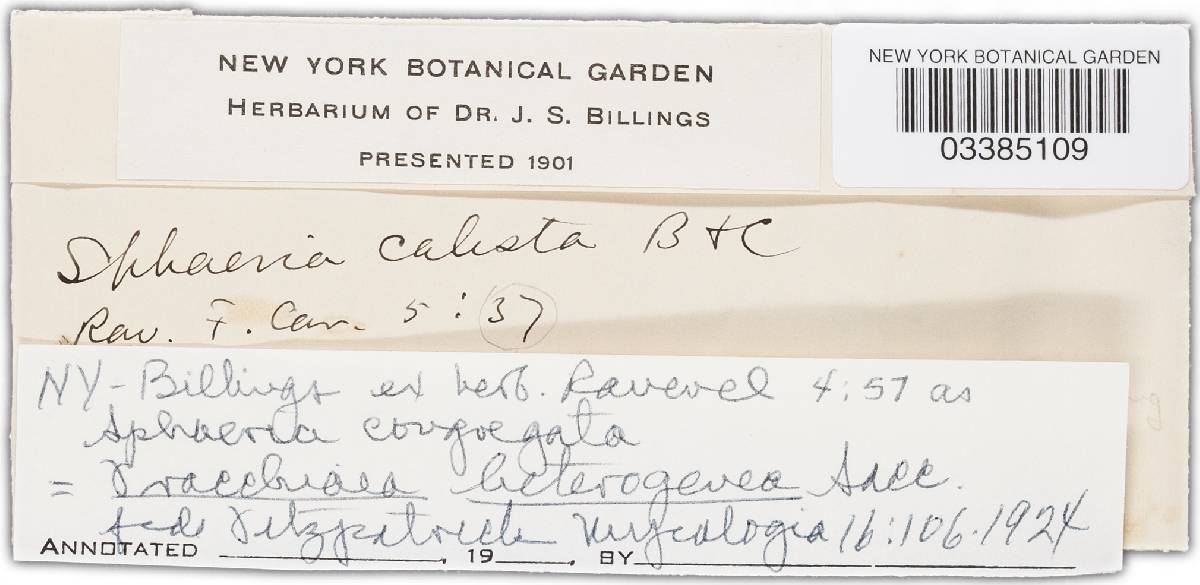 NEW YORK BOTANICAL GARDEN
HERBARIUM OF DR. J. S. BILLINGS
PRESENTED 1901
NEW YORK BOTANICAL GARDEN
03385109
Sphaeria calista B & C
Rav. F. Car. 5 : 37
NY - Billings ex herb. Ravenel 4 : 57 as
Sphaeria congregata
= Tracchiaea heterogenea Sacc.
fide Fitzpatrick Mycologia 16 : 106. 1924
ANNOTATED , 19 , BY